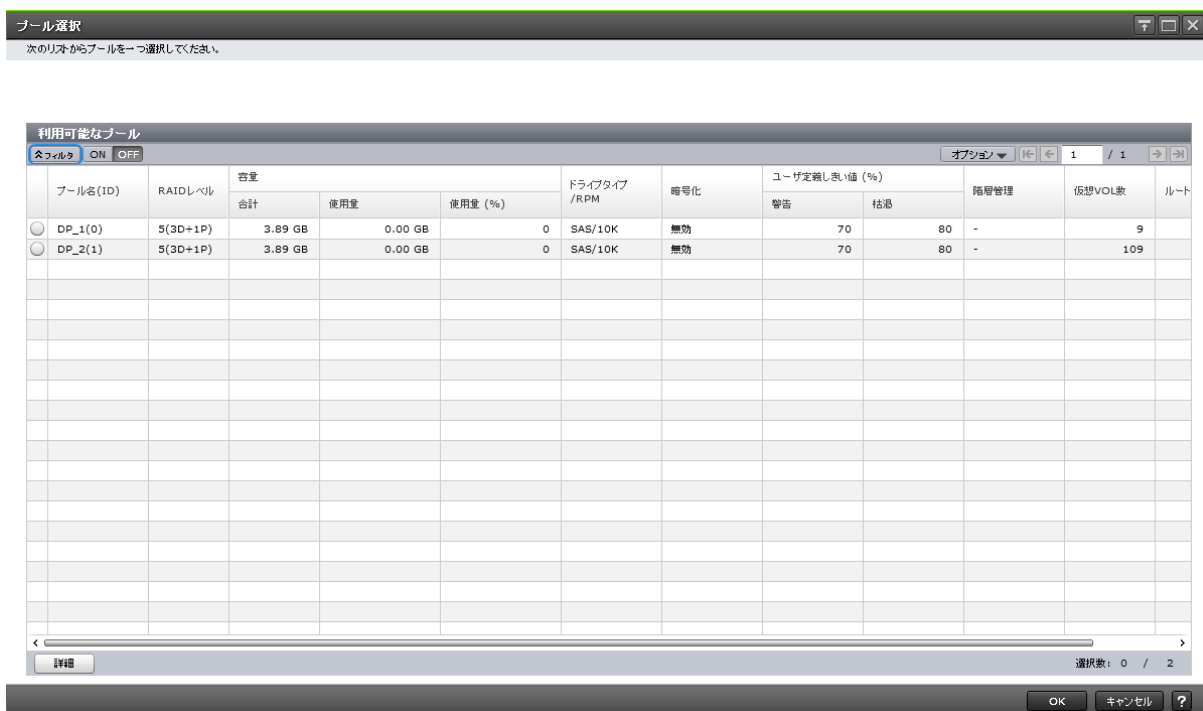 プール選択
次のリストからプールを一つ選択してください。
利用可能なプール
フィルタ ON OFF オプション 1 / 1
プール名(ID) RAIDレベル 容量 ドライブタイプ/RPM 暗号化 ユーザ定義しきい値 (%) 階層管理 仮想VOL数 ルート
合計 使用量 使用量 (%) 警告 枯渇
DP_1(0) 5(3D+1P) 3.89 GB 0.00 GB 0 SAS/10K 無効 70 80 - 9
DP_2(1) 5(3D+1P) 3.89 GB 0.00 GB 0 SAS/10K 無効 70 80 - 109
詳細 選択数: 0 / 2
OK キャンセル ?